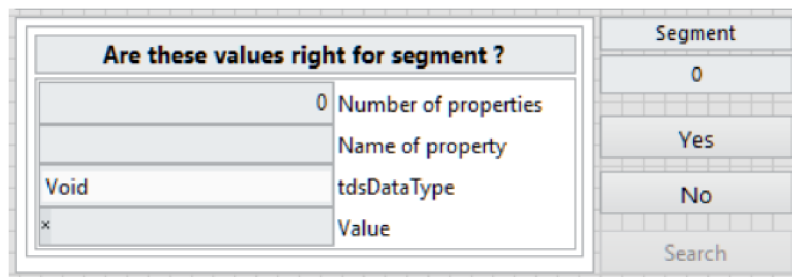 Are these values right for segment ?
0 Number of properties
Name of property
Void tdsDataType
× Value
Segment
0
Yes
No
Search